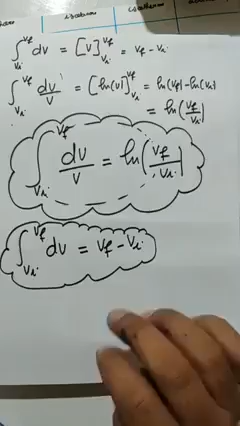 ∫_{Vi}^{Vf} dv = [V]_{Vi}^{Vf} = Vf - Vi
∫_{Vi}^{Vf} dv/v = [ln(v)]_{Vi}^{Vf} = ln(Vf) - ln(Vi)
= ln(Vf/Vi)
∫_{Vi}^{Vf} dv/v = ln(Vf/Vi)
∫_{Vi}^{Vf} dv = Vf - Vi